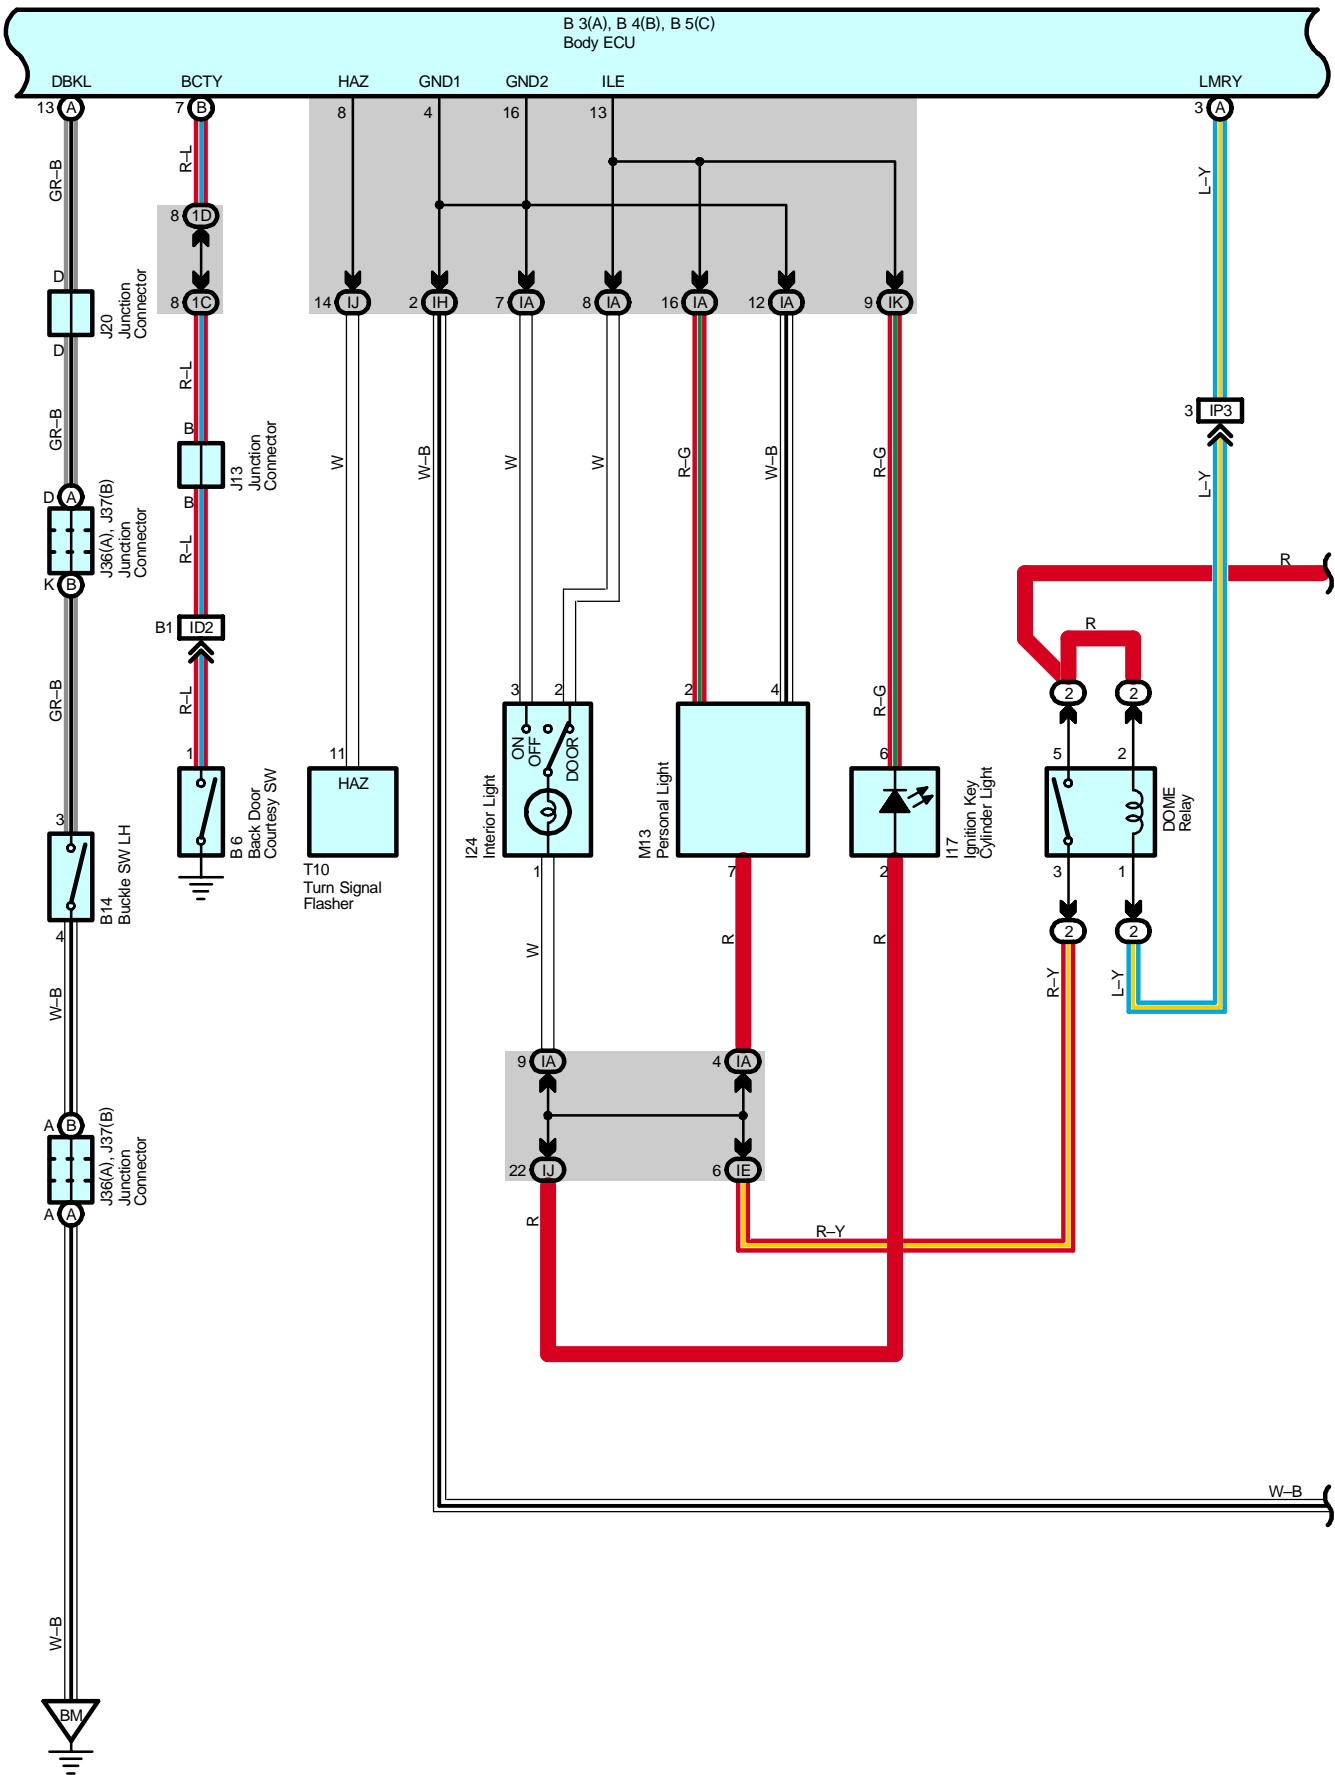 B 3(A), B 4(B), B 5(C)
Body ECU
DBKL
BCTY
HAZ
GND1
GND2
ILE
LMRY
13 A
7 B
8
4
16
13
3 A
GR–B
R–L
L–Y
8 1D
8 1C
14 IJ
2 IH
7 IA
8 IA
16 IA
12 IA
9 IK
D
J20
Junction
Connector
D
R–L
GR–B
B
J13
Junction
Connector
B
W
W–B
W
W
R–G
W–B
R–G
3 IP3
L–Y
D A
J36(A), J37(B)
Junction
Connector
K B
R–L
B1 ID2
R
R
GR–B
R–L
R–G
2
2
3
2
2
4
1
11
6
5
2
ON
OFF
DOOR
I24
Interior Light
M13
Personal Light
I17
Ignition Key
Cylinder Light
DOME
Relay
B 6
Back Door
Courtesy SW
HAZ
T10
Turn Signal
Flasher
3
B14
Buckle SW LH
4
1
7
2
3
1
2
2
W
R
R
R–Y
L–Y
W–B
9 IA
4 IA
A B
J36(A), J37(B)
Junction
Connector
A A
22 IJ
6 IE
R
R–Y
W–B
W–B
BM